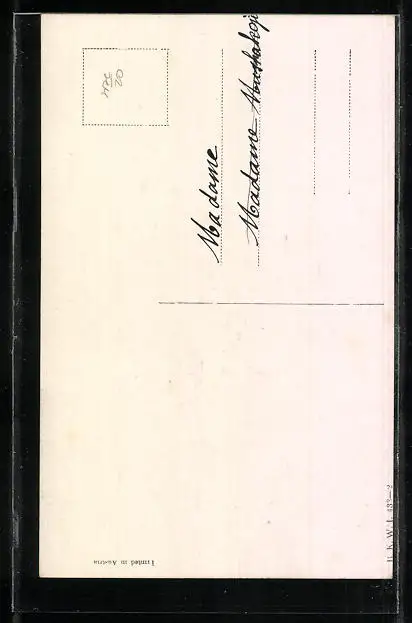 Madame
Madame
B. K. W. I. 433—2
Printed in Austria